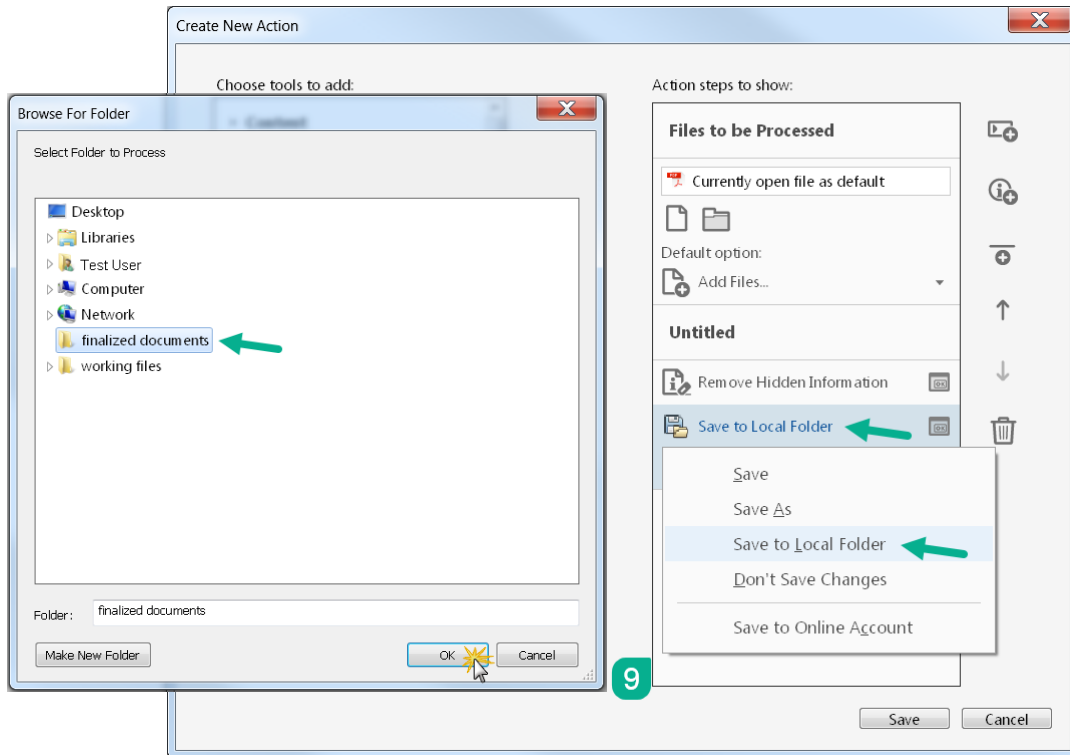 Create New Action
Choose tools to add:
Content
Browse For Folder
Select Folder to Process
Desktop
Libraries
Test User
Computer
Network
finalized documents
working files
Folder:
finalized documents
Make New Folder
OK
Cancel
Action steps to show:
Files to be Processed
Currently open file as default
Default option:
Add Files...
Untitled
Remove Hidden Information
Save to Local Folder
Save
Save As
Save to Local Folder
Don't Save Changes
Save to Online Account
9
Save
Cancel